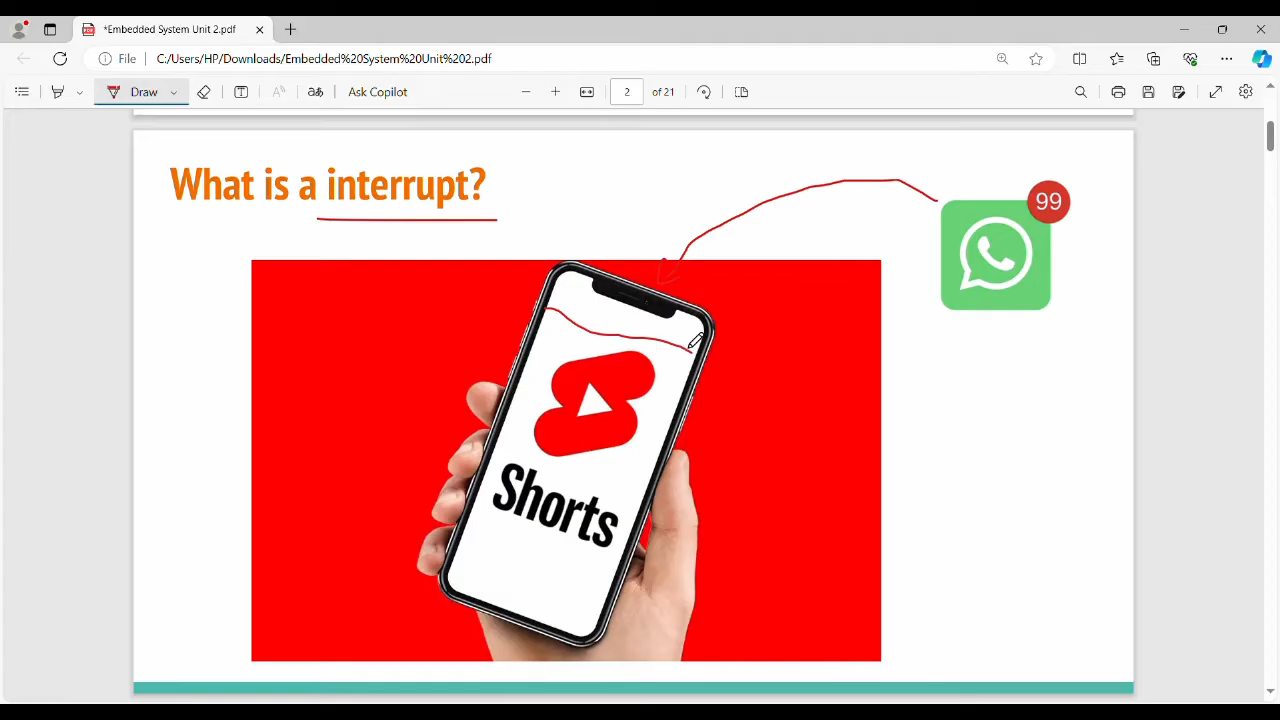 *Embedded System Unit 2.pdf
File C:/Users/HP/Downloads/Embedded%20System%20Unit%202.pdf
Draw Ask Copilot 2 of 21
What is a interrupt?
99
Shorts